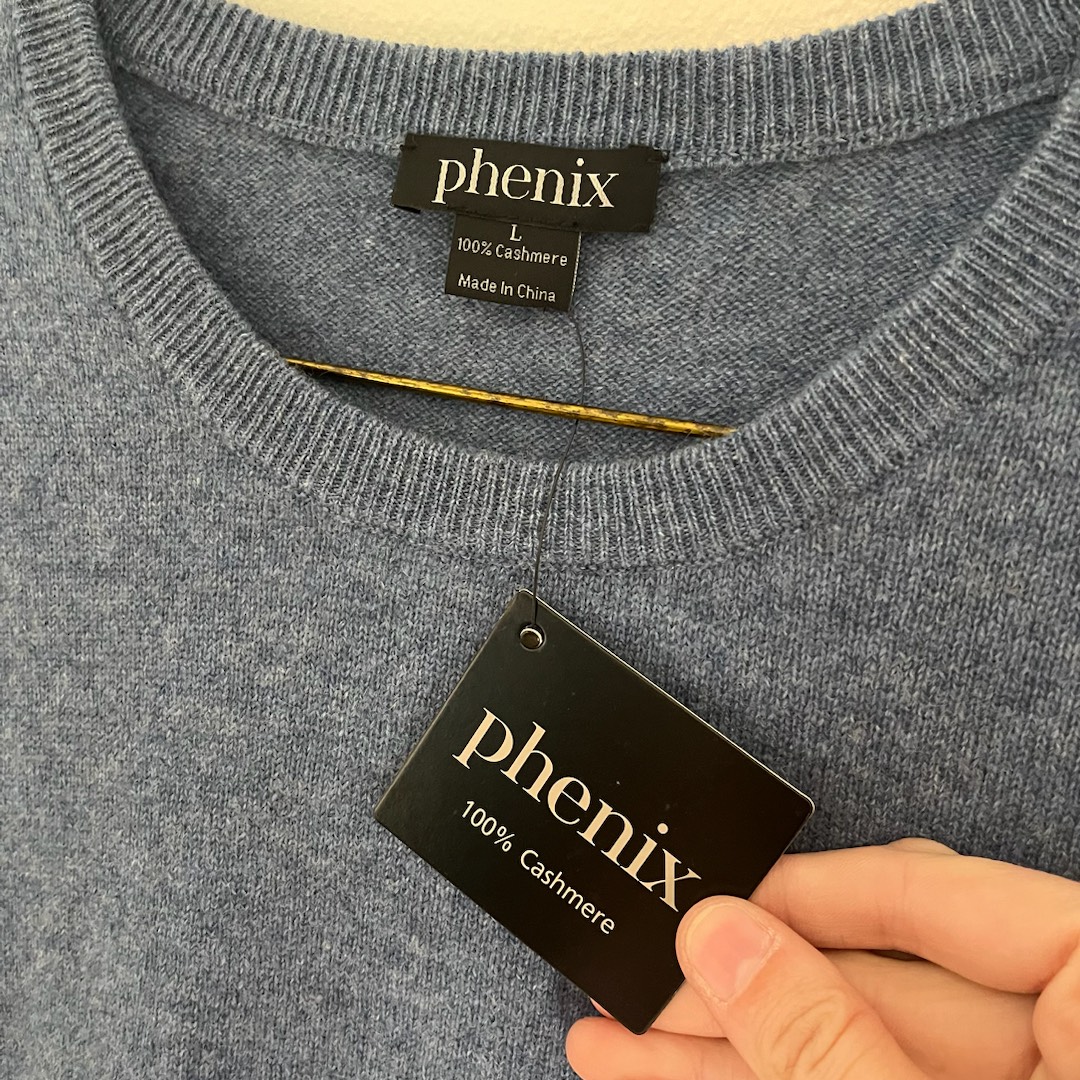 phenix
L
100% Cashmere
Made In China
phenix
100% Cashmere